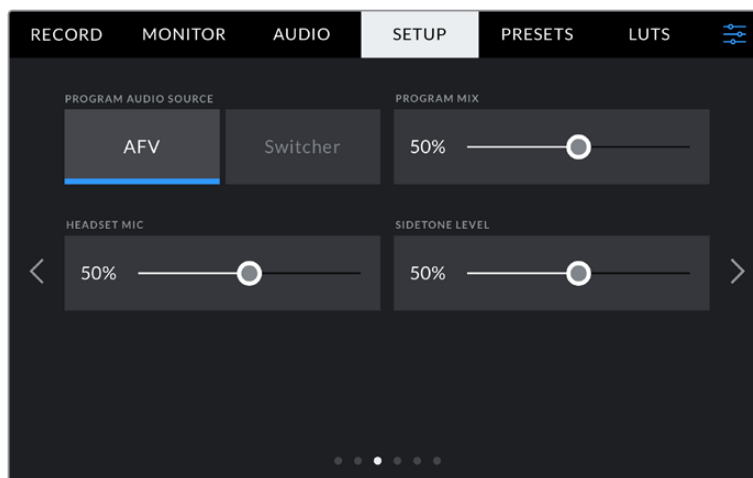 RECORD MONITOR AUDIO SETUP PRESETS LUTS
PROGRAM AUDIO SOURCE PROGRAM MIX
AFV Switcher 50%
HEADSET MIC SIDETONE LEVEL
50% 50%